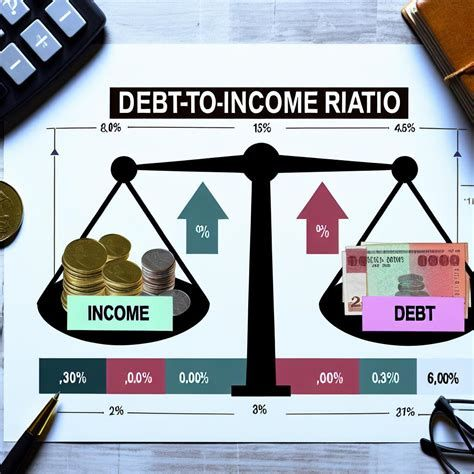 DEBT-TO-INCOME RIATIO
8.0% 15% 4.5%
% %
INCOME DEBT
,30% ,0.0% 0.00% ,00% 0.3% 6,00%
2% 3% 21%